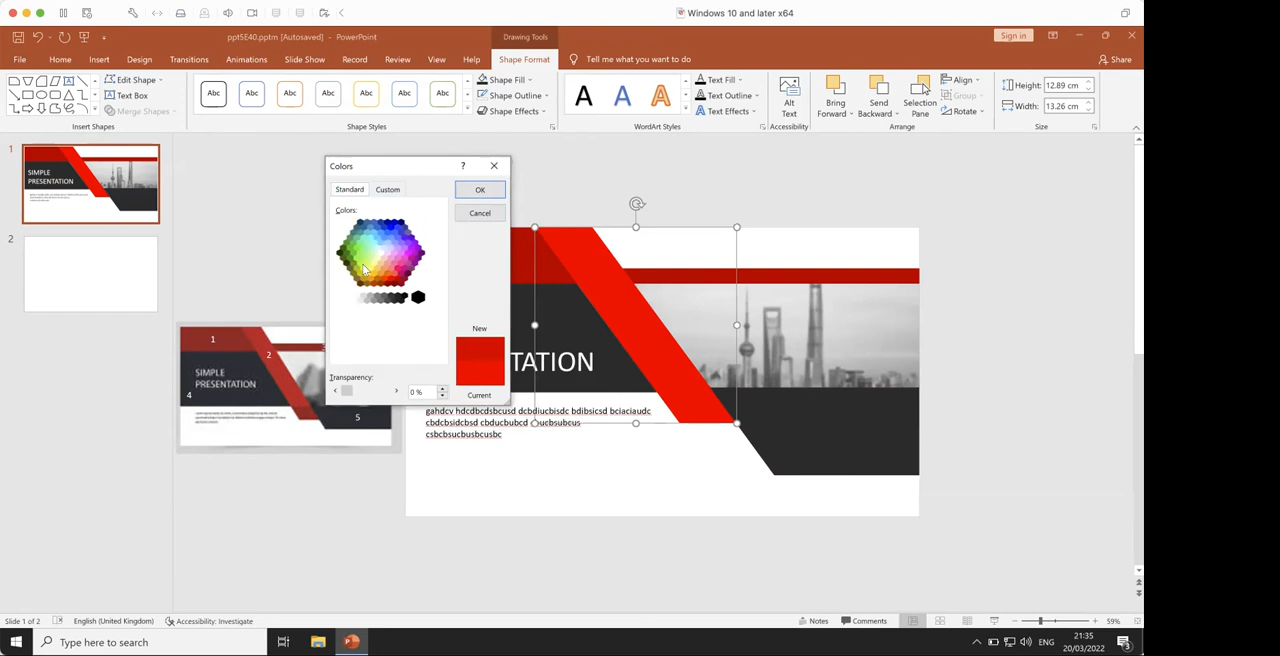 Windows 10 and later x64
ppt5E40.pptm [Autosaved] - PowerPoint
Drawing Tools
Sign in
File Home Insert Design Transitions Animations Slide Show Record Review View Help Shape Format Tell me what you want to do
Share
Edit Shape
Text Box
Merge Shapes
Insert Shapes
Abc Abc Abc Abc Abc Abc Abc
Shape Styles
Shape Fill
Shape Outline
Shape Effects
A A A
Text Fill
Text Outline
Text Effects
WordArt Styles
Alt
Text
Accessibility
Bring
Forward
Send
Backward
Selection
Pane
Align
Group
Rotate
Arrange
Height: 12.89 cm
Width: 13.26 cm
Size
1
SIMPLE
PRESENTATION
2
1
2
SIMPLE
PRESENTATION
4
5
Colors ?
Standard Custom
OK
Cancel
Colors:
New
Transparency:
0 %
Current
TATION
gahdcv hdcdbcdsbcusd dcbdiucbisdc bdibsicsd bciaciaudc
cbdcbsidcbsd cbducbubcd
csbcbsucbusbcusbc
Slide 1 of 2
English (United Kingdom)
Accessibility: Investigate
Notes
Comments
59%
Type here to search
ENG
21:35
20/03/2022
3